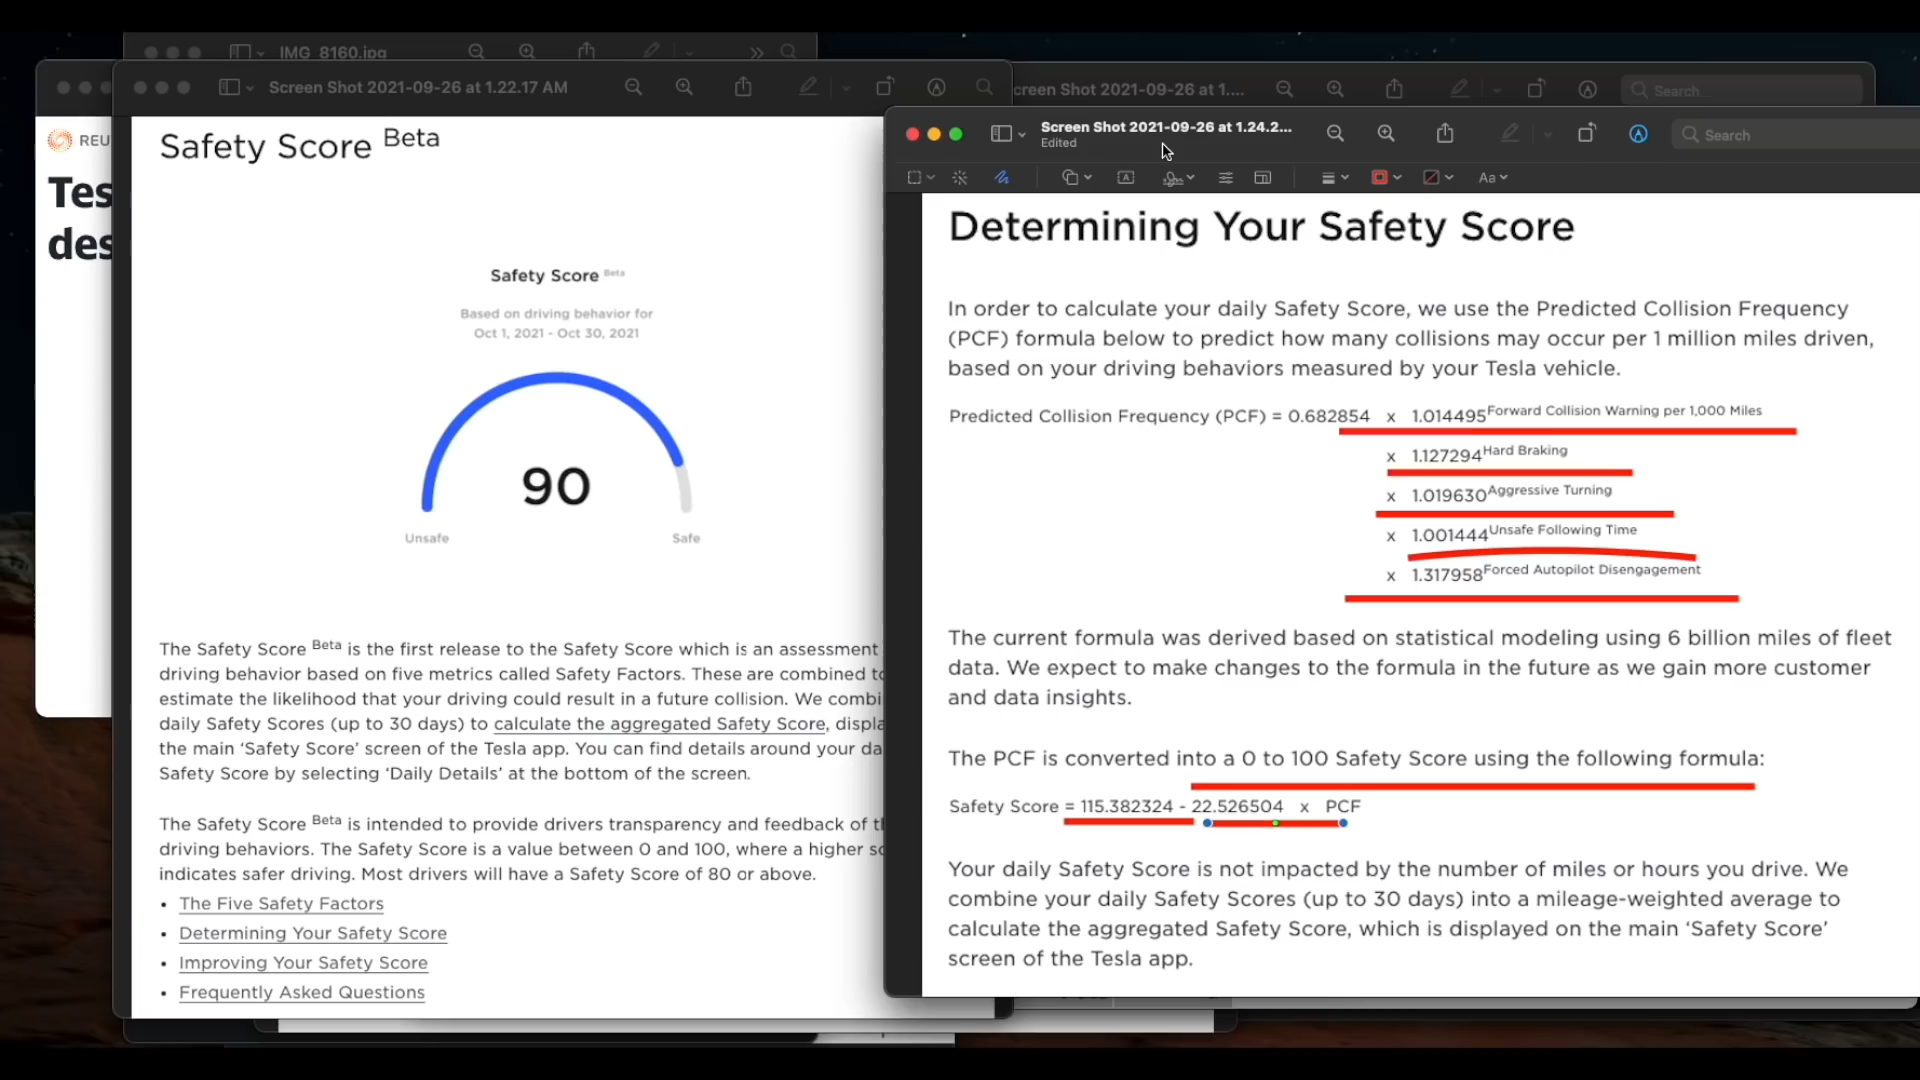 IMG_8160.jpg
Screen Shot 2021-09-26 at 1.22.17 AM
creen Shot 2021-09-26 at 1....
Search
REU
Tes
des
Safety Score Beta
Safety Score Beta
Based on driving behavior for
Oct 1, 2021 - Oct 30, 2021
90
Unsafe
Safe
The Safety Score Beta is the first release to the Safety Score which is an assessment
driving behavior based on five metrics called Safety Factors. These are combined to
estimate the likelihood that your driving could result in a future collision. We combi
daily Safety Scores (up to 30 days) to calculate the aggregated Safety Score, displa
the main ‘Safety Score’ screen of the Tesla app. You can find details around your da
Safety Score by selecting ‘Daily Details’ at the bottom of the screen.
The Safety Score Beta is intended to provide drivers transparency and feedback of t
driving behaviors. The Safety Score is a value between 0 and 100, where a higher sc
indicates safer driving. Most drivers will have a Safety Score of 80 or above.
• The Five Safety Factors
• Determining Your Safety Score
• Improving Your Safety Score
• Frequently Asked Questions
Screen Shot 2021-09-26 at 1.24.2...
Edited
Search
Aa
Determining Your Safety Score
In order to calculate your daily Safety Score, we use the Predicted Collision Frequency
(PCF) formula below to predict how many collisions may occur per 1 million miles driven,
based on your driving behaviors measured by your Tesla vehicle.
Predicted Collision Frequency (PCF) = 0.682854 x 1.014495Forward Collision Warning per 1,000 Miles
x 1.127294Hard Braking
x 1.019630Aggressive Turning
x 1.001444Unsafe Following Time
x 1.317958Forced Autopilot Disengagement
The current formula was derived based on statistical modeling using 6 billion miles of fleet
data. We expect to make changes to the formula in the future as we gain more customer
and data insights.
The PCF is converted into a 0 to 100 Safety Score using the following formula:
Safety Score = 115.382324 - 22.526504 x PCF
Your daily Safety Score is not impacted by the number of miles or hours you drive. We
combine your daily Safety Scores (up to 30 days) into a mileage-weighted average to
calculate the aggregated Safety Score, which is displayed on the main ‘Safety Score’
screen of the Tesla app.